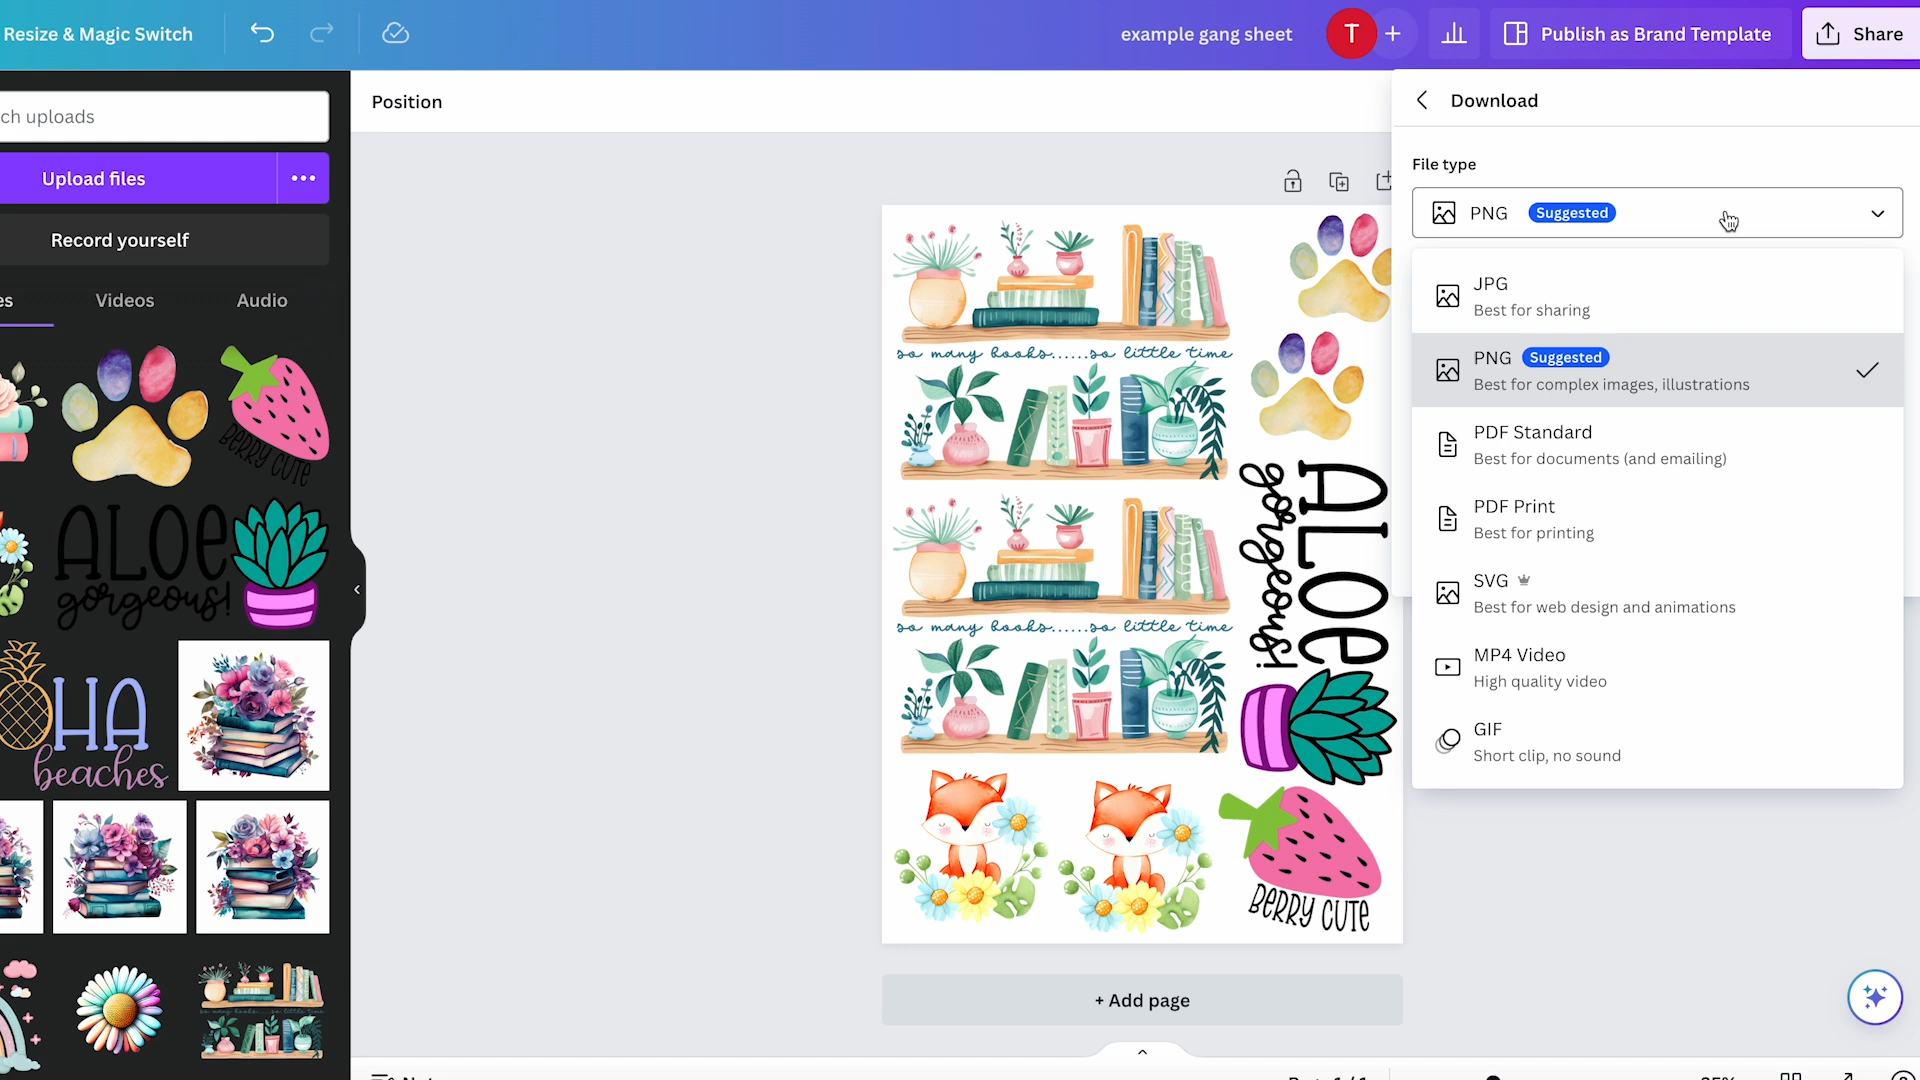 Resize & Magic Switch
example gang sheet
T
Publish as Brand Template
Share
ch uploads
Upload files
Record yourself
es
Videos
Audio
BERRY CUTE
ALOE
gorgeous!
HA
beaches
Position
so many books......so little time
so many books......so little time
ALOE
gorgeous!
BERRY CUTE
+ Add page
Download
File type
PNG Suggested
JPG
Best for sharing
PNG Suggested
Best for complex images, illustrations
PDF Standard
Best for documents (and emailing)
PDF Print
Best for printing
SVG
Best for web design and animations
MP4 Video
High quality video
GIF
Short clip, no sound